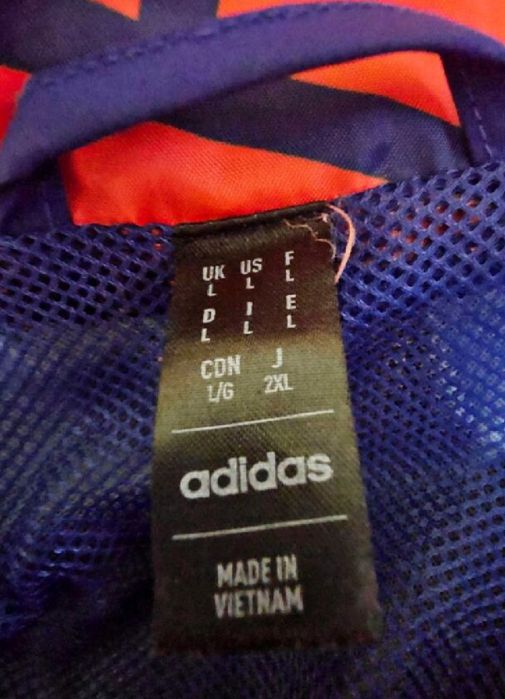 UK US F
L L L
D I E
L L L
CDN J
L/G 2XL
adidas
MADE IN
VIETNAM